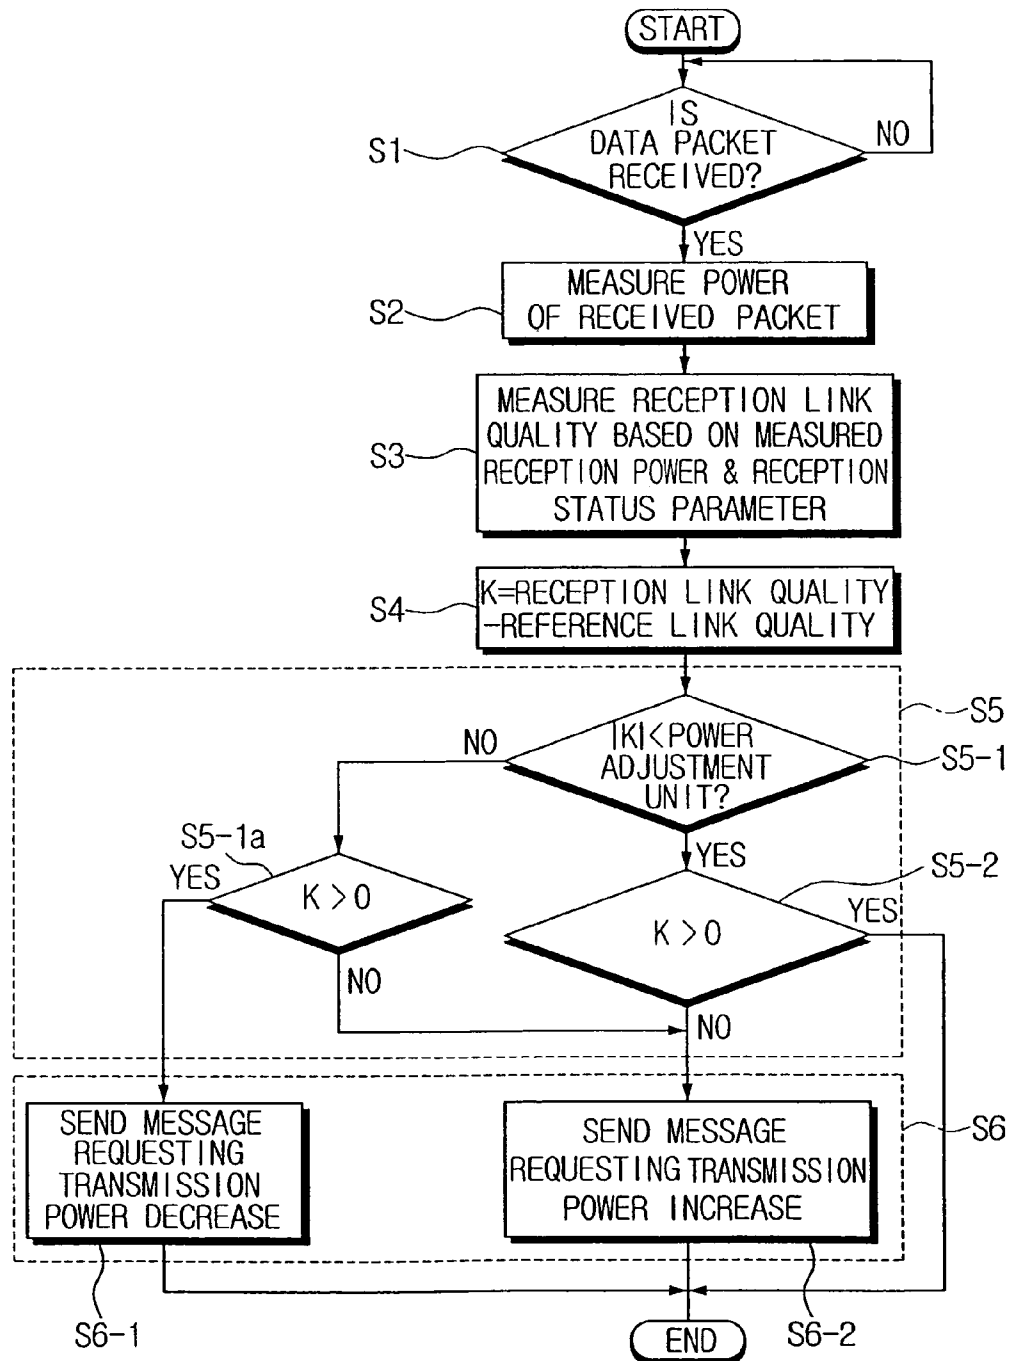 START
IS
DATA PACKET
RECEIVED?
NO
S1
YES
MEASURE POWER
OF RECEIVED PACKET
S2
MEASURE RECEPTION LINK
QUALITY BASED ON MEASURED
RECEPTION POWER & RECEPTION
STATUS PARAMETER
S3
K=RECEPTION LINK QUALITY
-REFERENCE LINK QUALITY
S4
S5
|K|<POWER
ADJUSTMENT
UNIT?
NO
S5-1
YES
S5-1a
YES
K > 0
NO
S5-2
YES
K > 0
NO
SEND MESSAGE
REQUESTING
TRANSMISSION
POWER DECREASE
SEND MESSAGE
REQUESTING TRANSMISSION
POWER INCREASE
S6
S6-1
END
S6-2